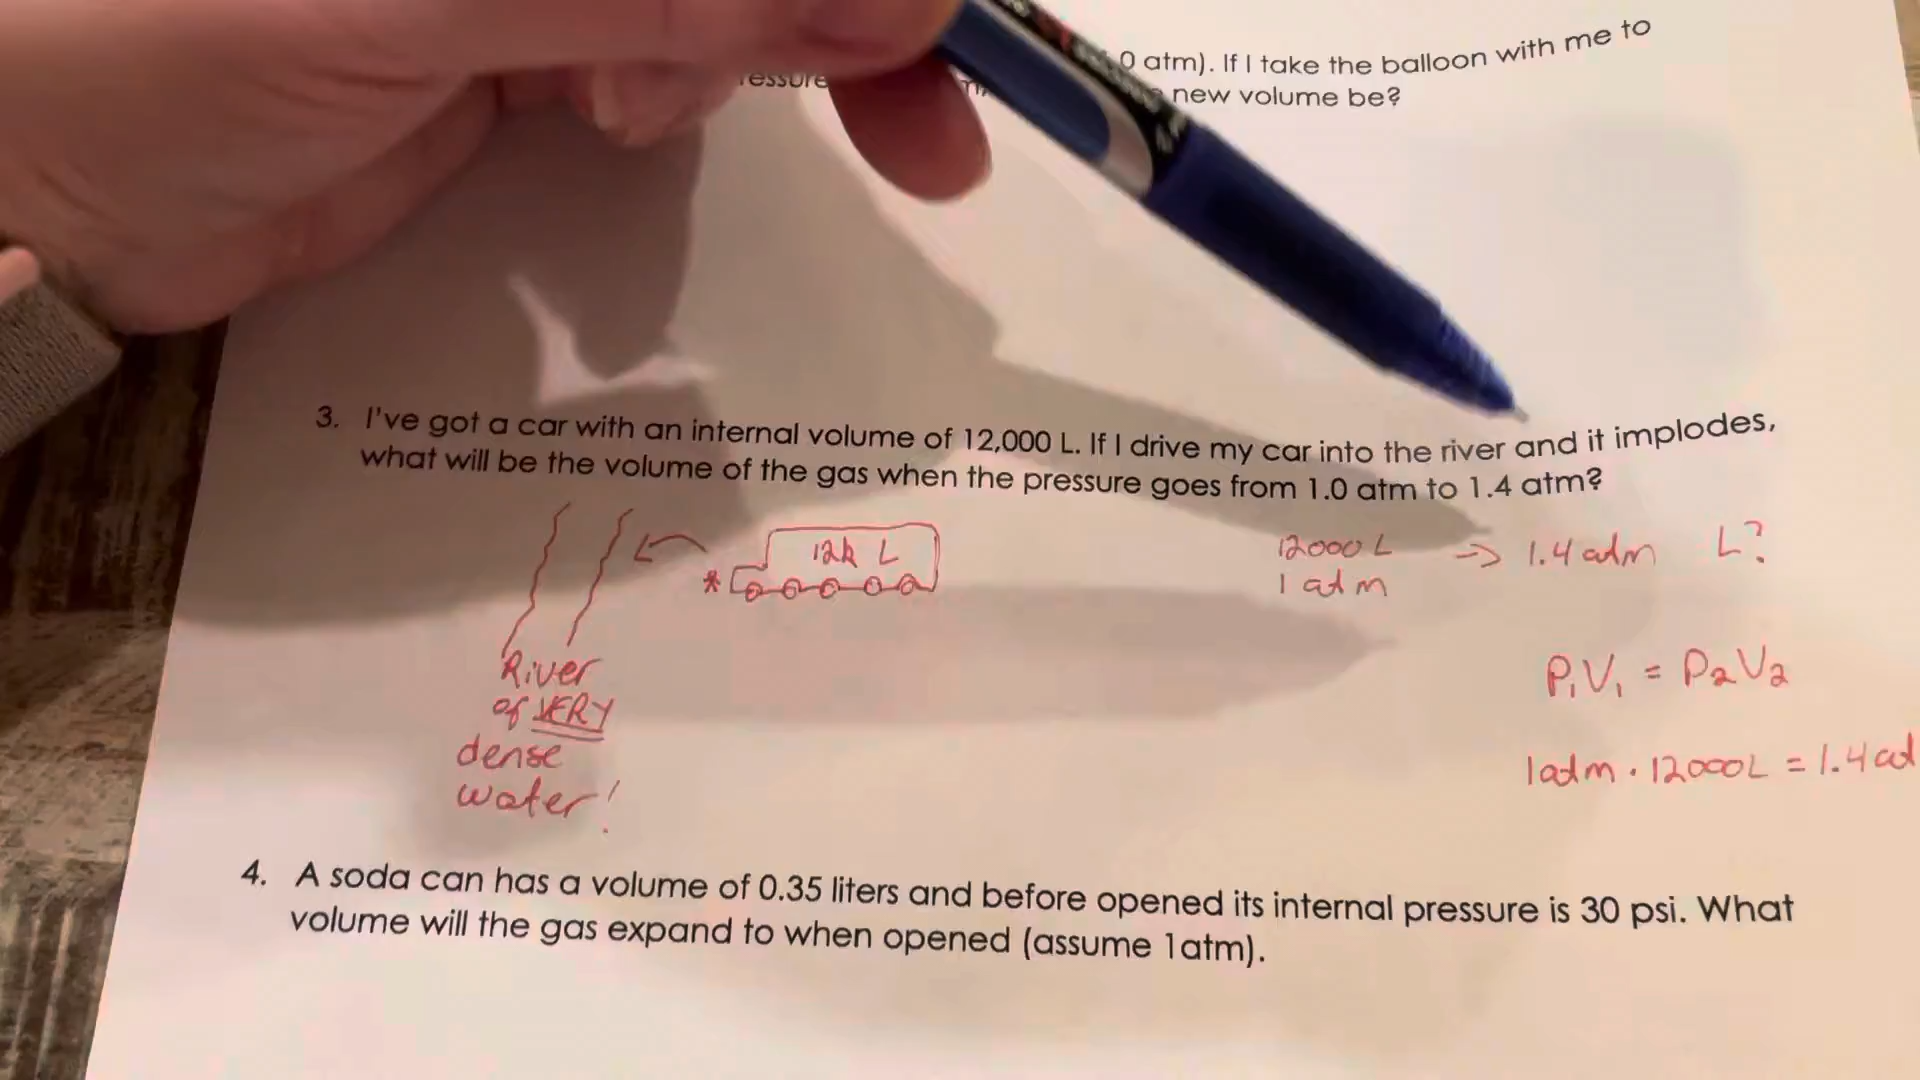 0 atm). If I take the balloon with me to
new volume be?
3. I've got a car with an internal volume of 12,000 L. If I drive my car into the river and it implodes,
what will be the volume of the gas when the pressure goes from 1.0 atm to 1.4 atm?
12k L
12000 L → 1.4 atm L?
1 atm
River
of VERY
dense
water!
P₁V₁ = P₂V₂
1 atm · 12000L = 1.4 at
4. A soda can has a volume of 0.35 liters and before opened its internal pressure is 30 psi. What
volume will the gas expand to when opened (assume 1atm).